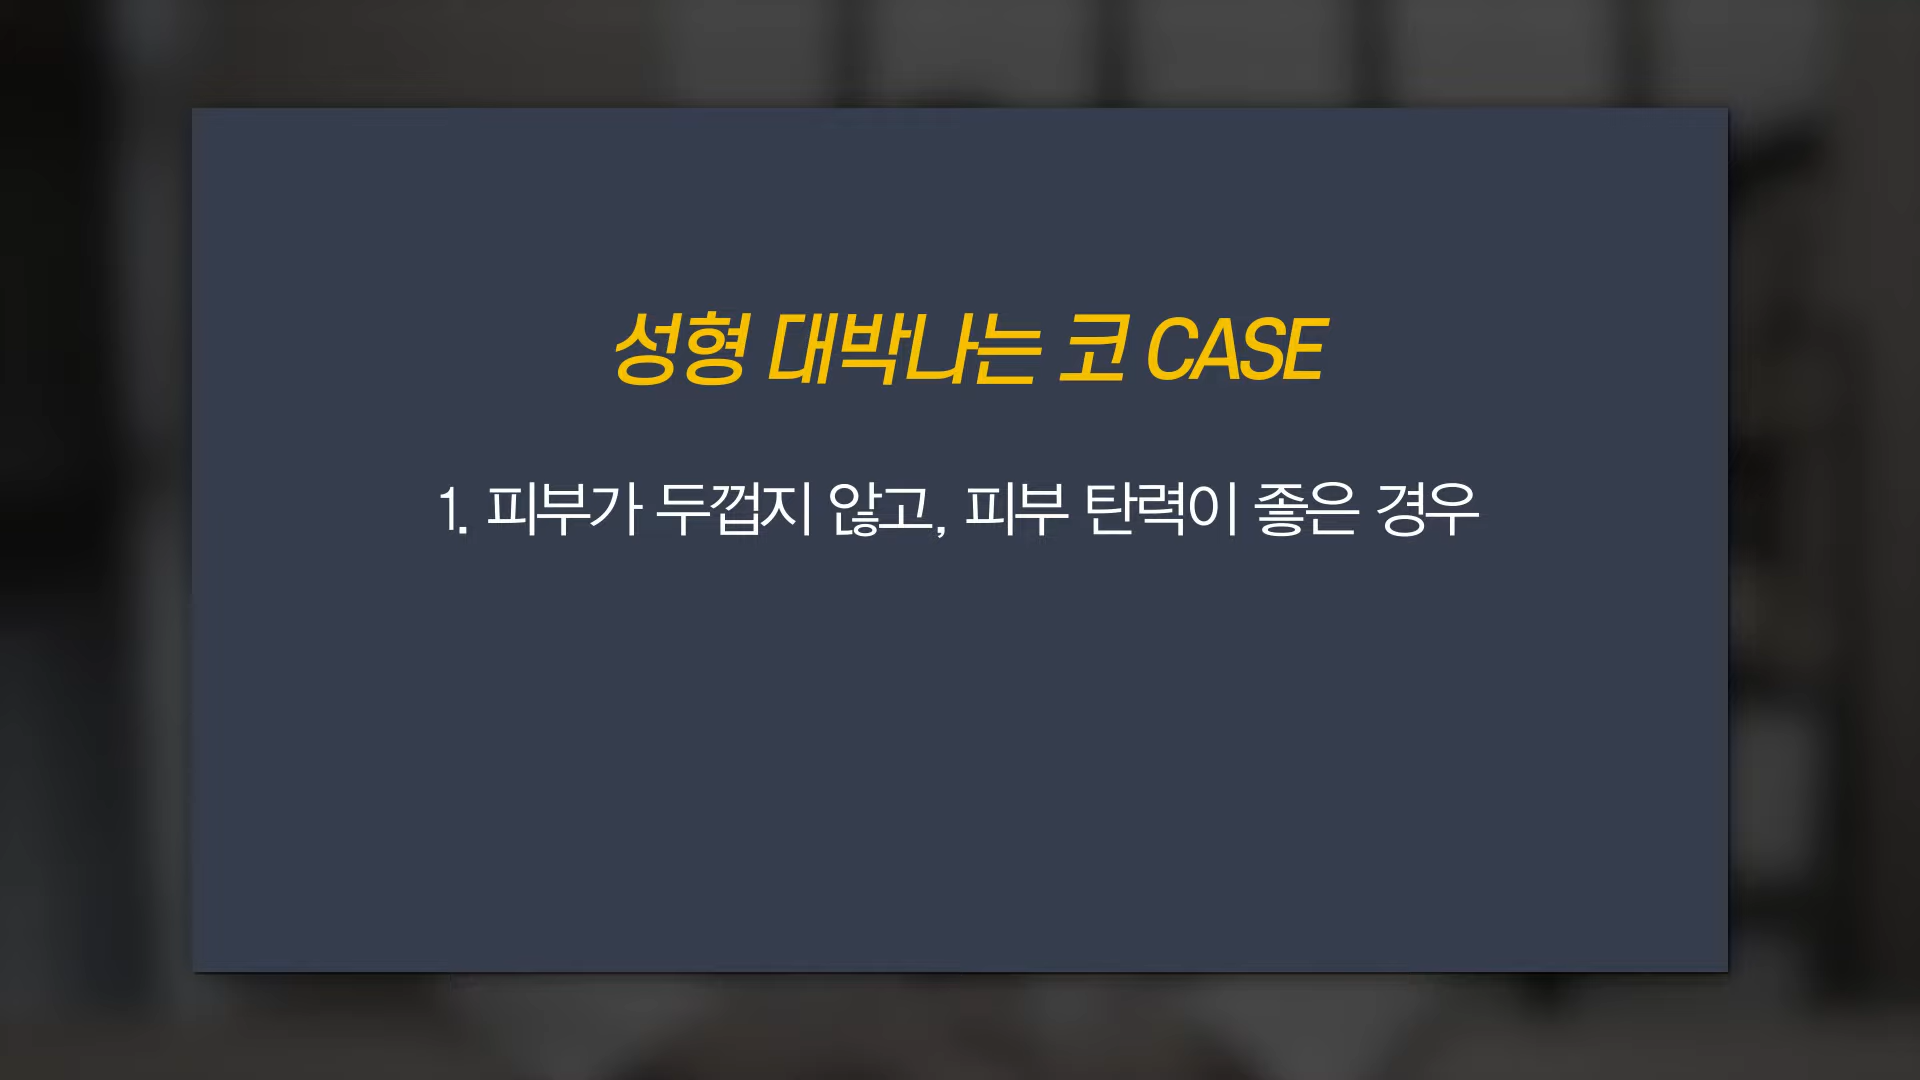 성형 대박나는 코 CASE
1. 피부가 두껍지 않고, 피부 탄력이 좋은 경우